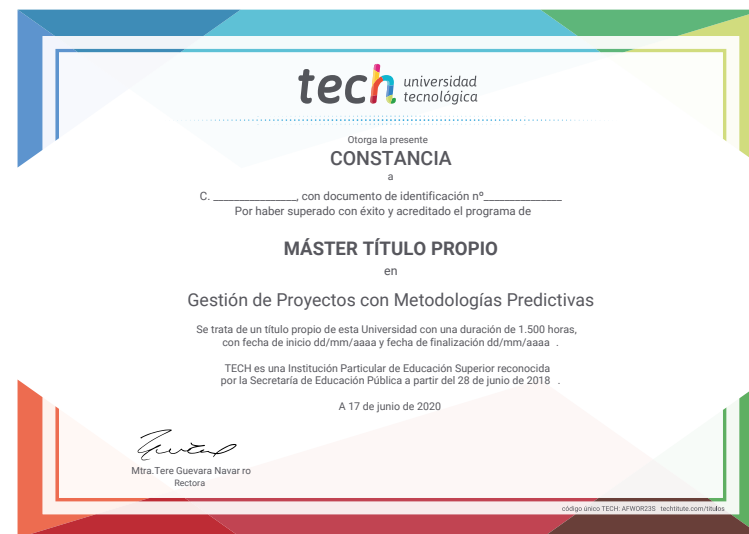 tech universidad
tecnológica
Otorga la presente
CONSTANCIA
a
C. ________________, con documento de identificación nº_______________
Por haber superado con éxito y acreditado el programa de
MÁSTER TÍTULO PROPIO
en
Gestión de Proyectos con Metodologías Predictivas
Se trata de un título propio de esta Universidad con una duración de 1.500 horas,
con fecha de inicio dd/mm/aaaa y fecha de finalización dd/mm/aaaa .
TECH es una Institución Particular de Educación Superior reconocida
por la Secretaría de Educación Pública a partir del 28 de junio de 2018 .
A 17 de junio de 2020
Mtra.Tere Guevara Navar ro
Rectora
código único TECH: AFWOR23S techtitute.com/titulos